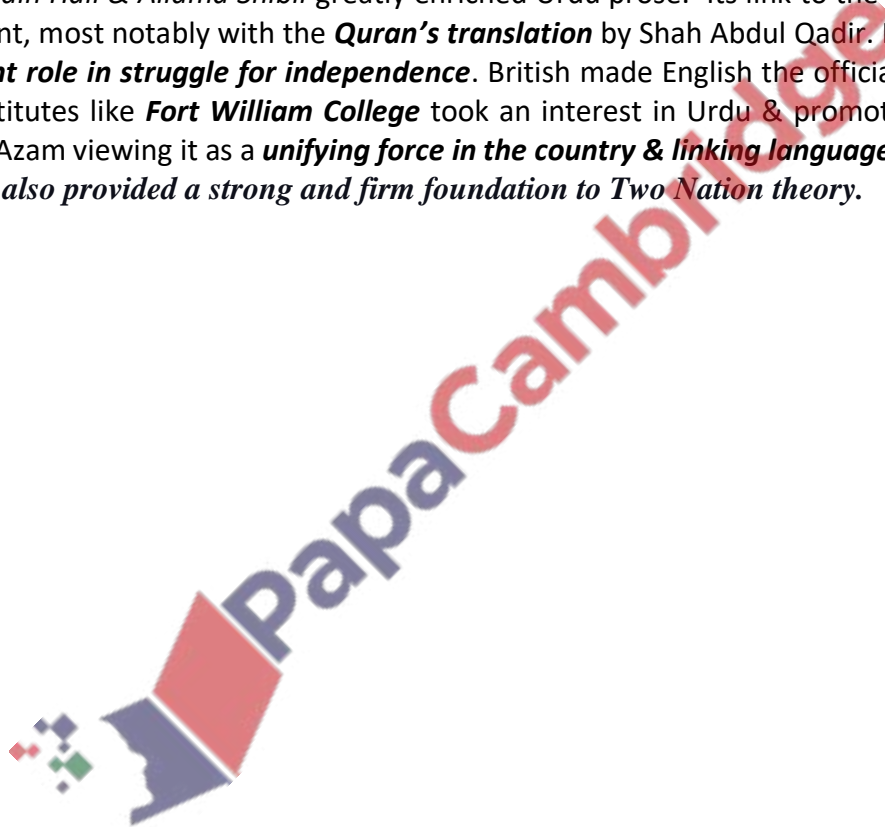 ain Hali & Allama Shibli greatly enriched Urdu prose. Its link to the
nt, most notably with the Quran's translation by Shah Abdul Qadir.
nt role in struggle for independence. British made English the official
titutes like Fort William College took an interest in Urdu & promot
Azam viewing it as a unifying force in the country & linking language
also provided a strong and firm foundation to Two Nation theory.
PapaCambridge